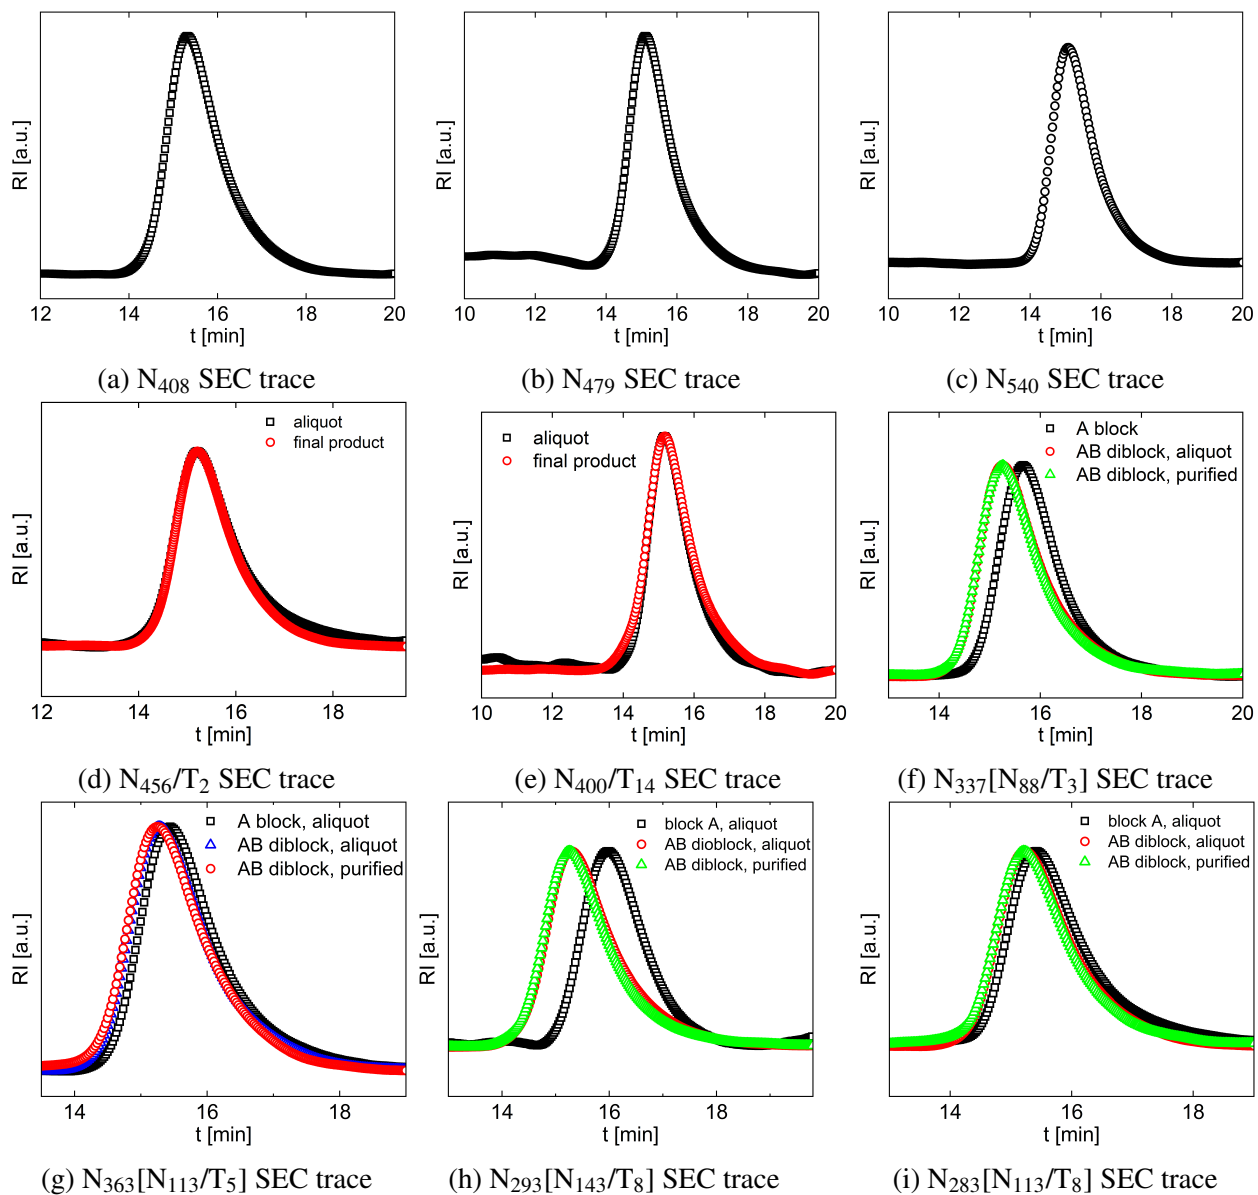 RI [a.u.]
12 14 16 18 20
t [min]
(a) N408 SEC trace
RI [a.u.]
10 12 14 16 18 20
t [min]
(b) N479 SEC trace
RI [a.u.]
10 12 14 16 18 20
t [min]
(c) N540 SEC trace
aliquot
final product
RI [a.u.]
12 14 16 18
t [min]
(d) N456/T2 SEC trace
aliquot
final product
RI [a.u.]
10 12 14 16 18 20
t [min]
(e) N400/T14 SEC trace
A block
AB diblock, aliquot
AB diblock, purified
RI [a.u.]
14 16 18 20
t [min]
(f) N337[N88/T3] SEC trace
A block, aliquot
AB diblock, aliquot
AB diblock, purified
RI [a.u.]
14 16 18
t [min]
(g) N363[N113/T5] SEC trace
block A, aliquot
AB dioblock, aliquot
AB diblock, purified
RI [a.u.]
14 16 18
t [min]
(h) N293[N143/T8] SEC trace
block A, aliquot
AB diblock, aliquot
AB diblock, purified
RI [a.u.]
14 16 18
t [min]
(i) N283[N113/T8] SEC trace